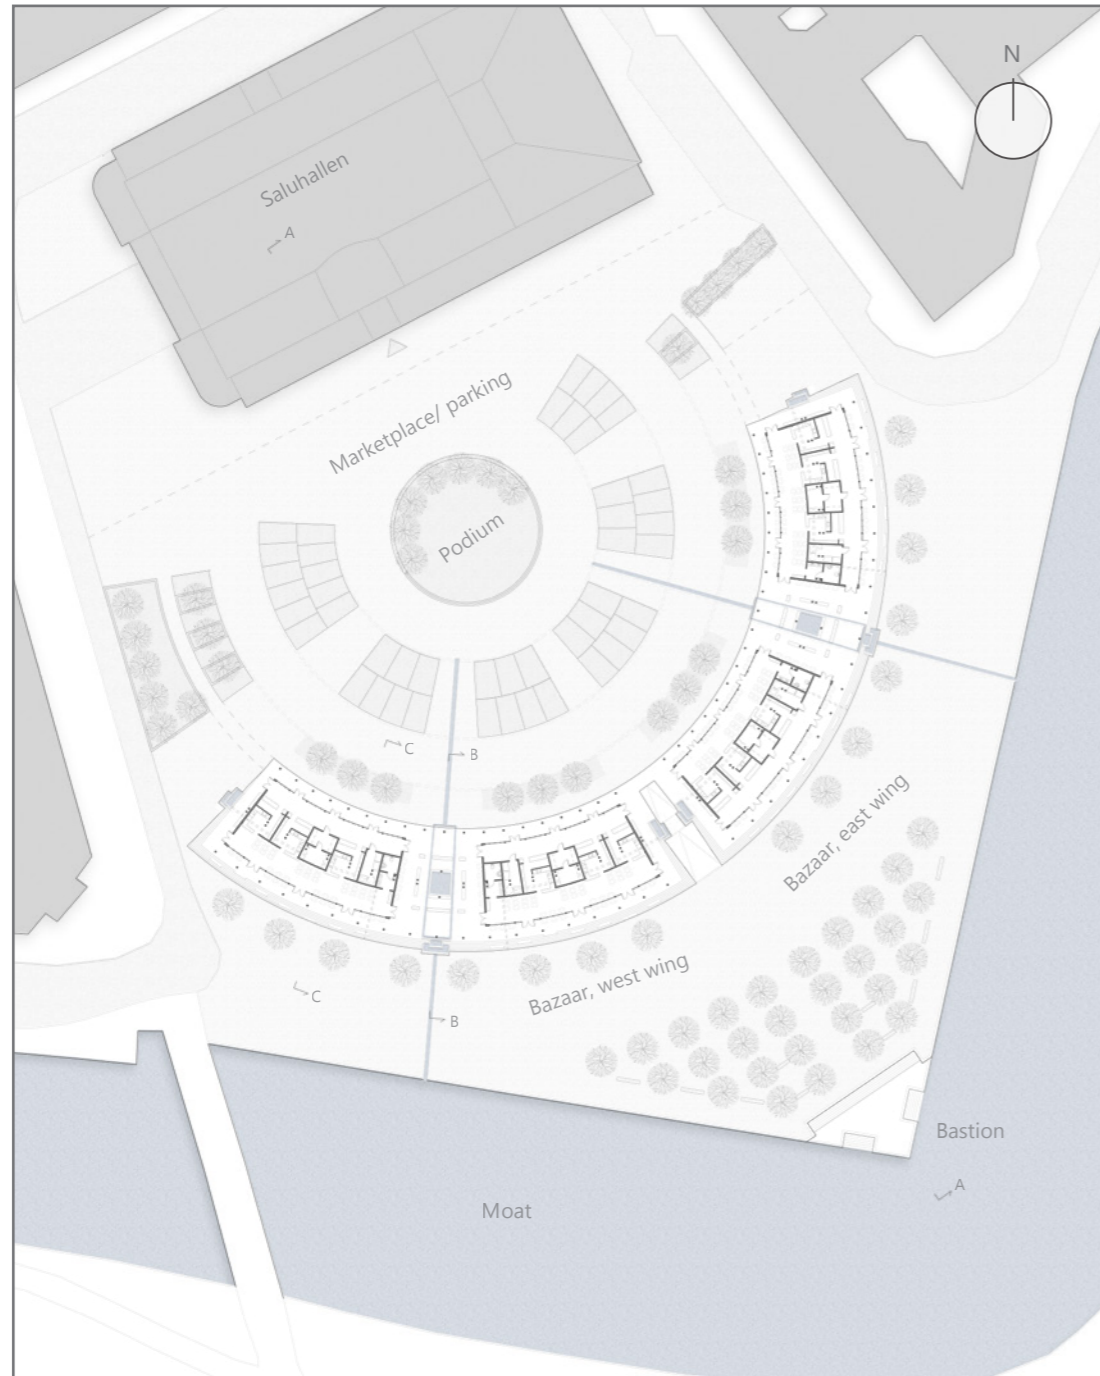 N
Saluhallen
A
Marketplace/ parking
Podium
C
B
Bazaar, east wing
Bazaar, west wing
C
B
Bastion
A
Moat